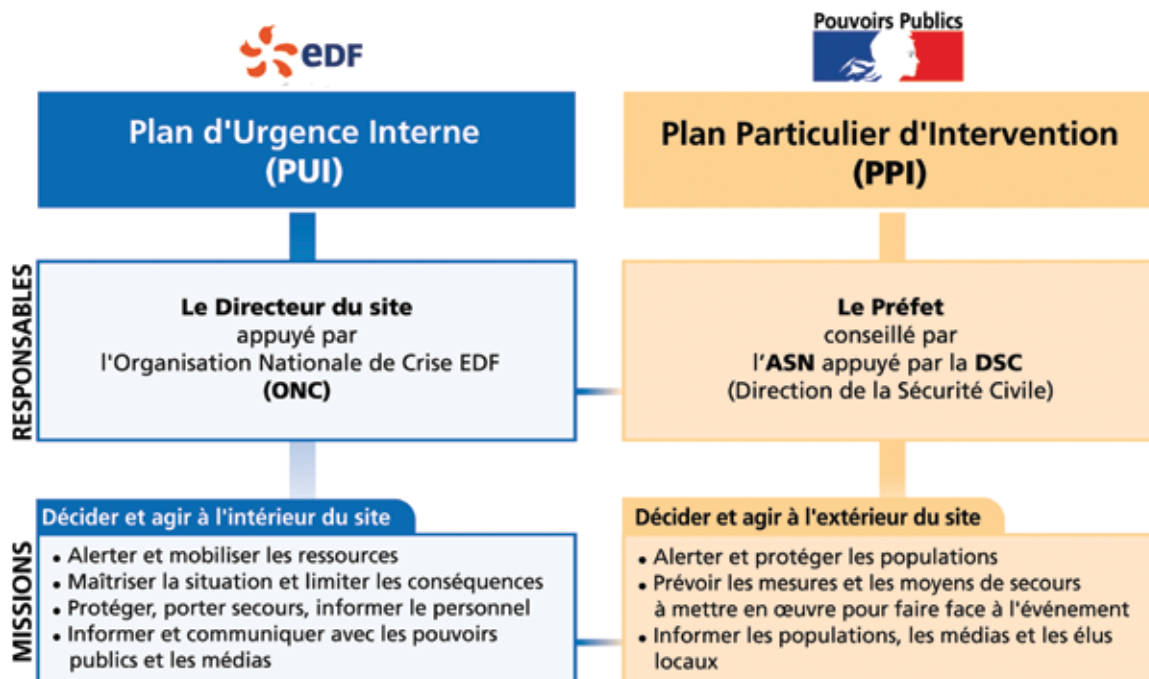 edf
Pouvoirs Publics
Plan d'Urgence Interne
(PUI)
Plan Particulier d'Intervention
(PPI)
RESPONSABLES
Le Directeur du site
appuyé par
l'Organisation Nationale de Crise EDF
(ONC)
Le Préfet
conseillé par
l'ASN appuyé par la DSC
(Direction de la Sécurité Civile)
MISSIONS
Décider et agir à l'intérieur du site
• Alerter et mobiliser les ressources
• Maîtriser la situation et limiter les conséquences
• Protéger, porter secours, informer le personnel
• Informer et communiquer avec les pouvoirs
publics et les médias
Décider et agir à l'extérieur du site
• Alerter et protéger les populations
• Prévoir les mesures et les moyens de secours
à mettre en œuvre pour faire face à l'événement
• Informer les populations, les médias et les élus
locaux